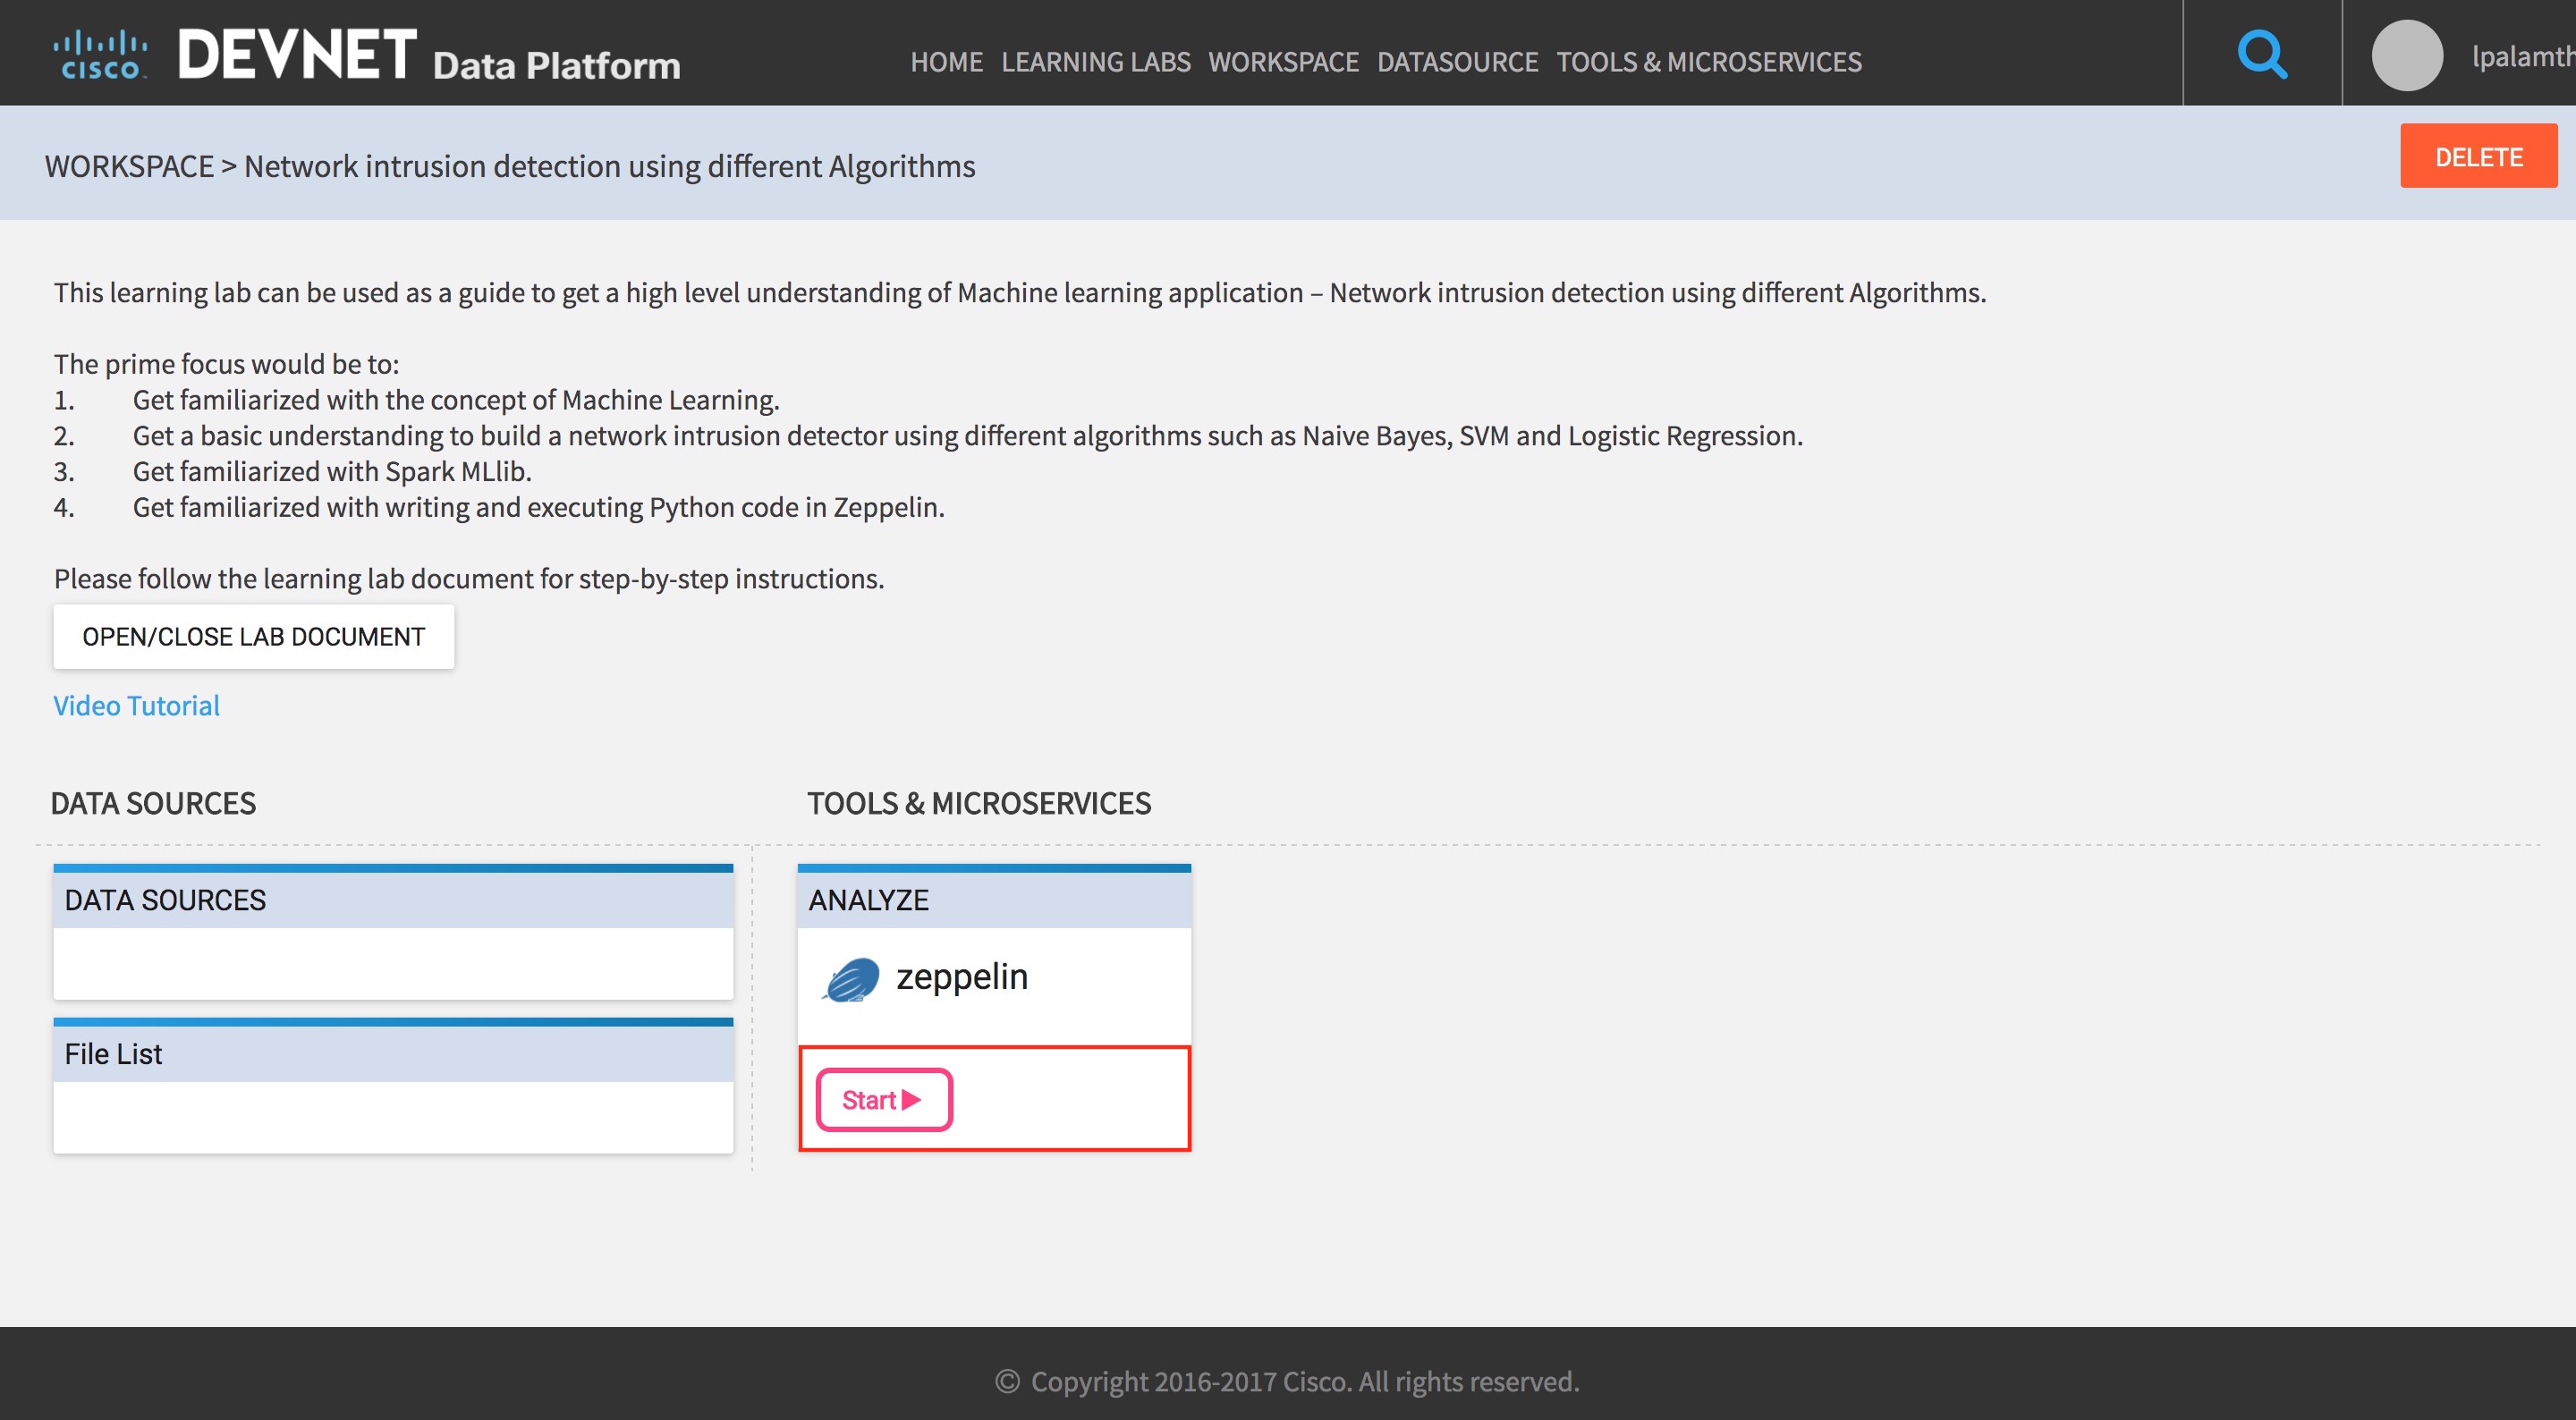 CISCO DEVNET Data Platform HOME LEARNING LABS WORKSPACE DATASOURCE TOOLS & MICROSERVICES lpalamth
WORKSPACE > Network intrusion detection using different Algorithms DELETE
This learning lab can be used as a guide to get a high level understanding of Machine learning application – Network intrusion detection using different Algorithms.
The prime focus would be to:
1. Get familiarized with the concept of Machine Learning.
2. Get a basic understanding to build a network intrusion detector using different algorithms such as Naive Bayes, SVM and Logistic Regression.
3. Get familiarized with Spark MLlib.
4. Get familiarized with writing and executing Python code in Zeppelin.
Please follow the learning lab document for step-by-step instructions.
OPEN/CLOSE LAB DOCUMENT
Video Tutorial
DATA SOURCES
DATA SOURCES
File List
TOOLS & MICROSERVICES
ANALYZE
zeppelin
Start
© Copyright 2016-2017 Cisco. All rights reserved.